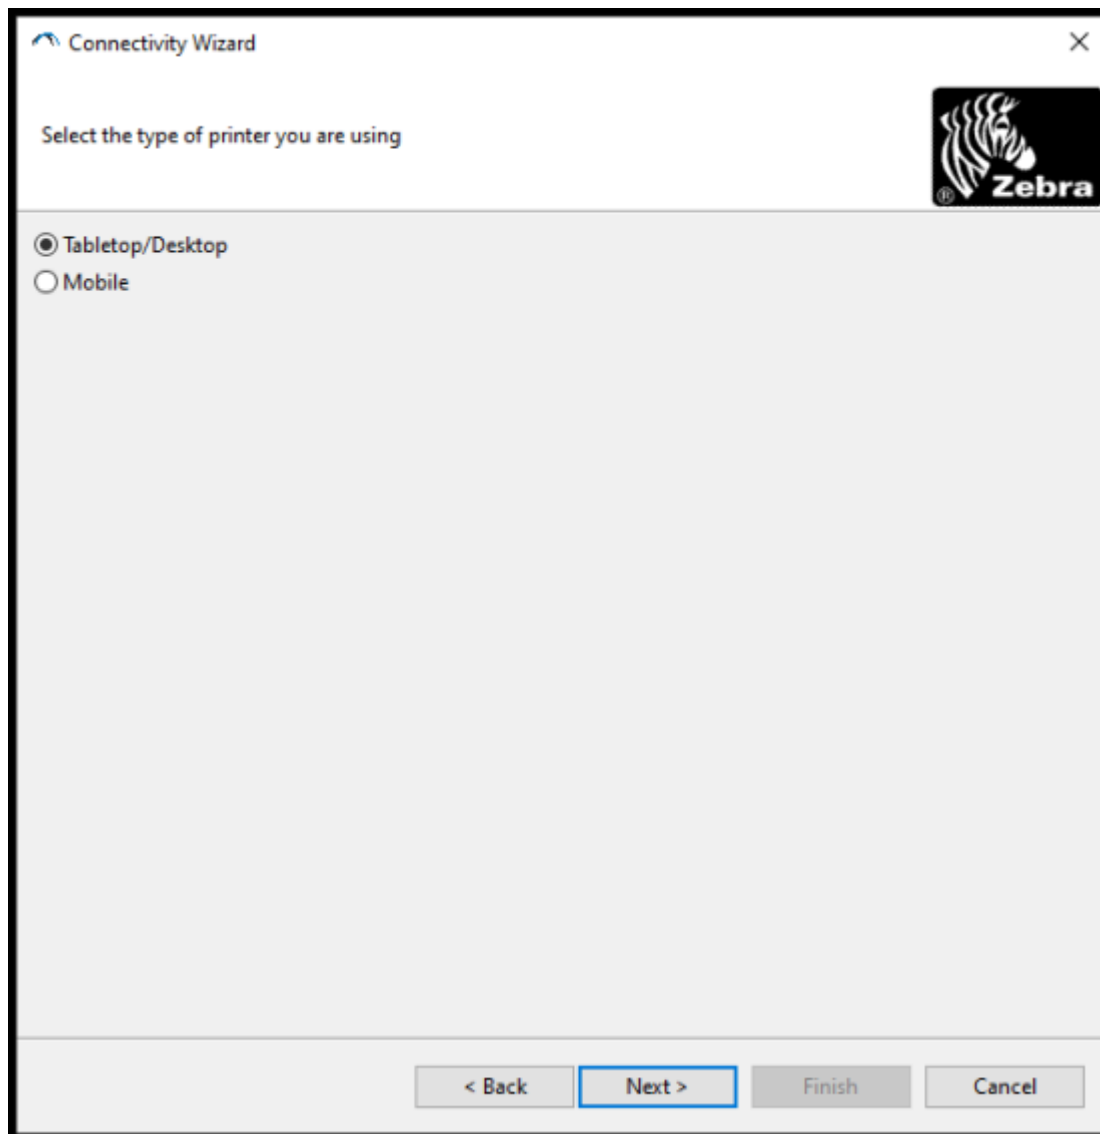 Connectivity Wizard
Select the type of printer you are using
® Zebra
Tabletop/Desktop
Mobile
< Back Next > Finish Cancel